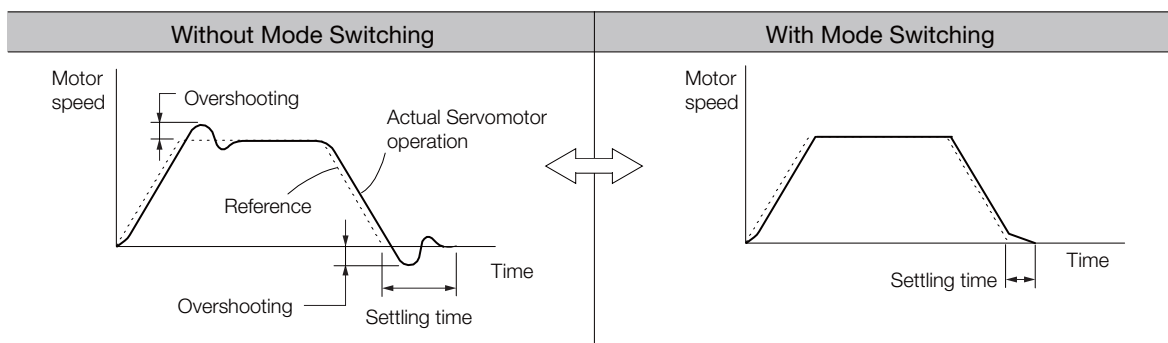 Without Mode Switching
With Mode Switching
Motor
speed
Overshooting
Actual Servomotor
operation
Reference
Time
Overshooting
Settling time
Motor
speed
Time
Settling time